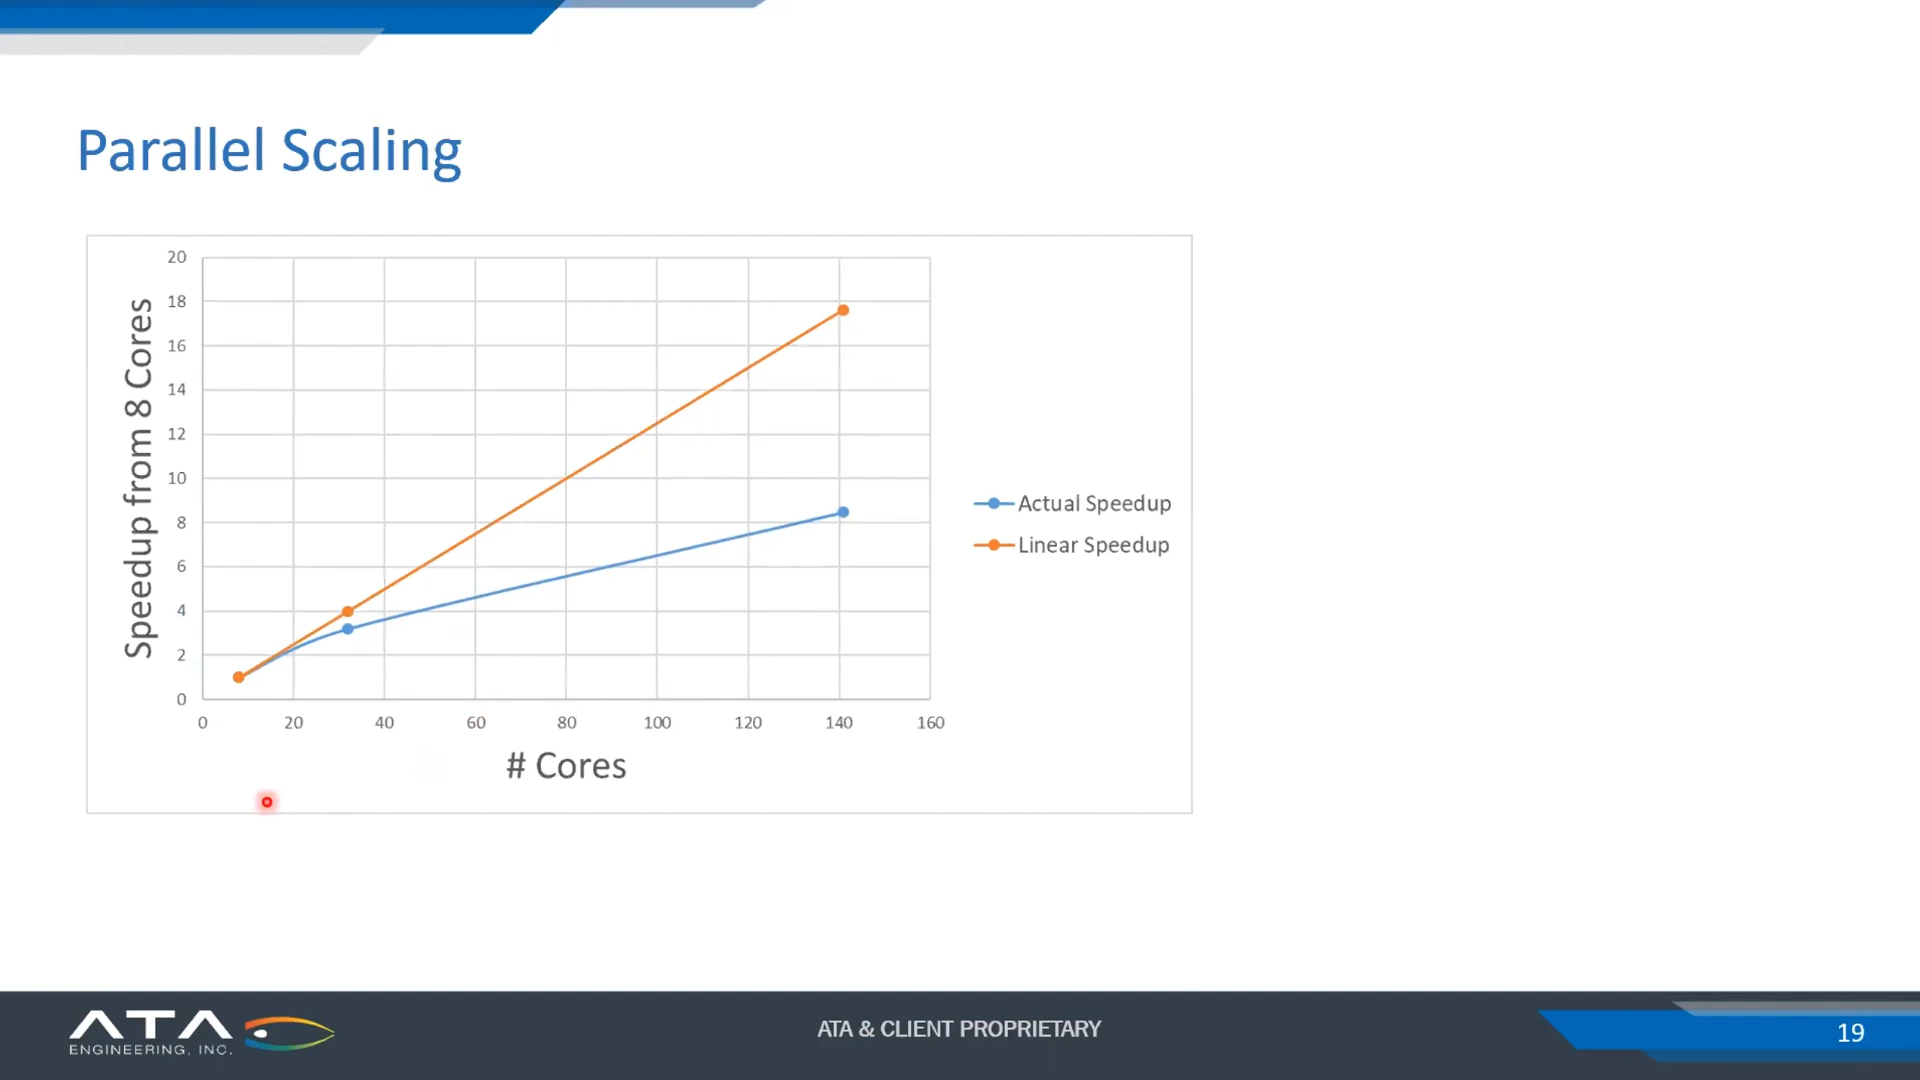 Parallel Scaling
Speedup from 8 Cores
20
18
16
14
12
10
8
6
4
2
0
0 20 40 60 80 100 120 140 160
# Cores
Actual Speedup
Linear Speedup
ATA
ENGINEERING, INC.
ATA & CLIENT PROPRIETARY
19